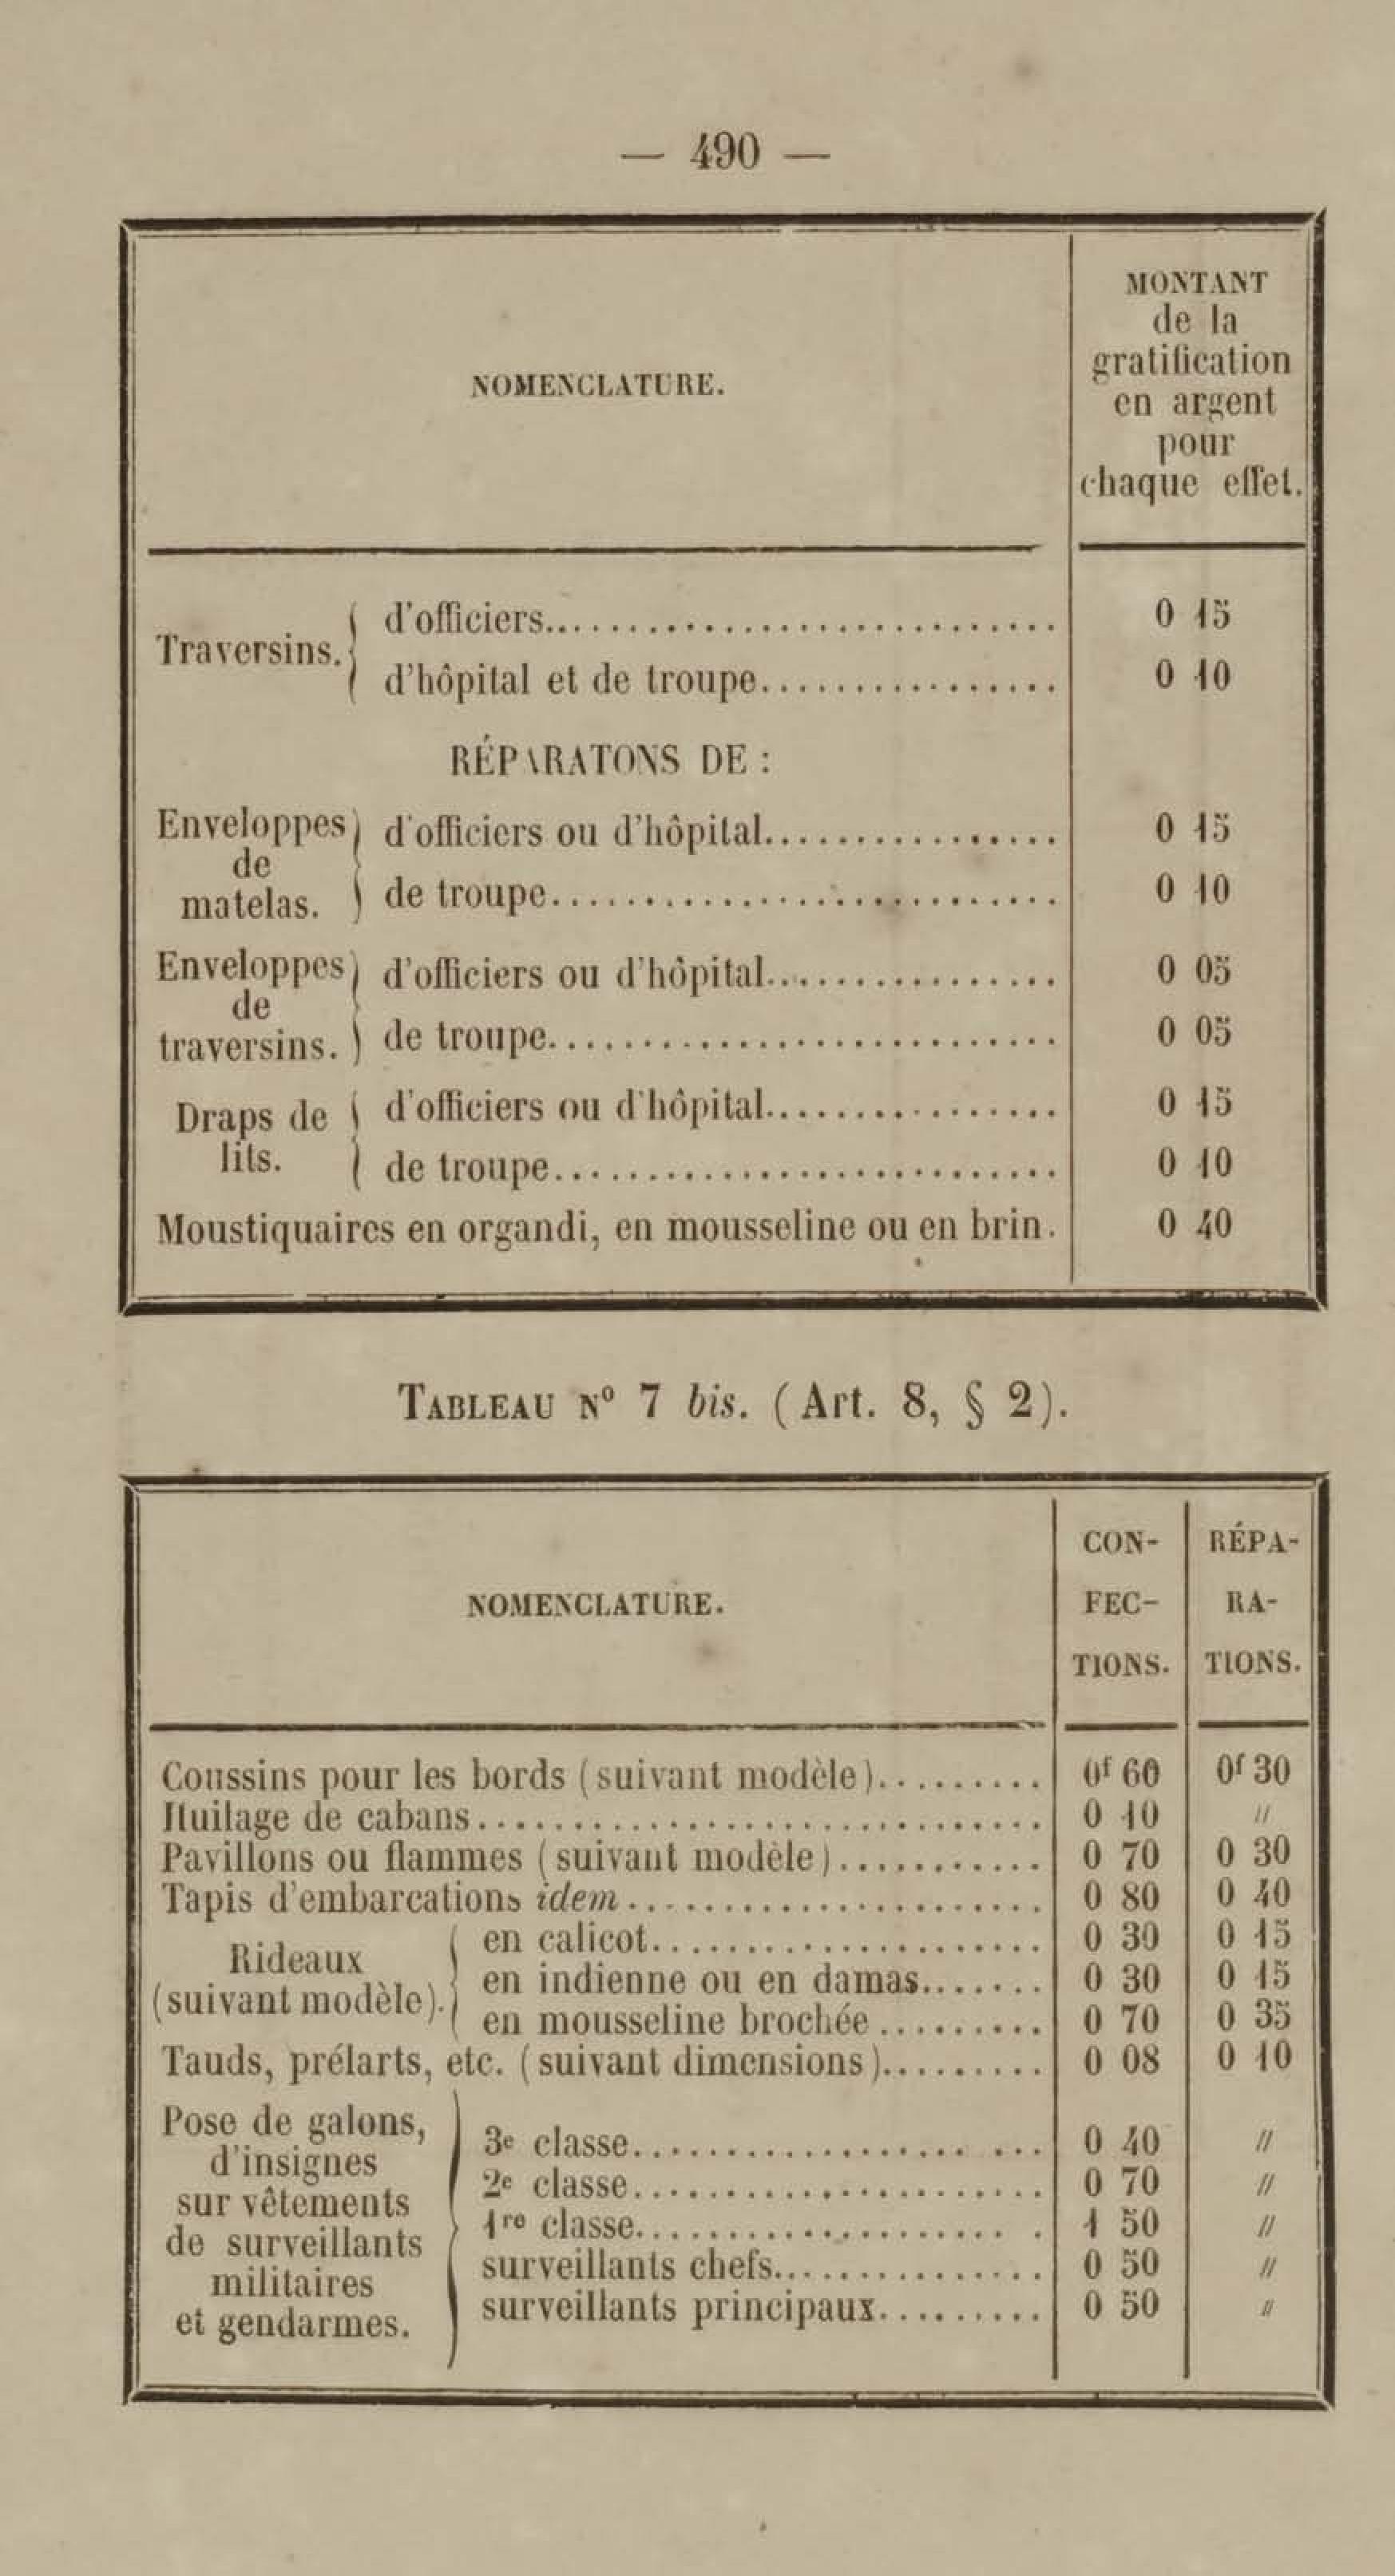 — 490 —
NOMENCLATURE.
MONTANT
de la
gratification
en argent
pour
chaque effet.
Traversins.
d'officiers.............................. 0 15
d'hôpital et de troupe................. 0 10
RÉPARATONS DE :
Enveloppes
de
matelas.
d'officiers ou d'hôpital................. 0 15
de troupe............................. 0 10
Enveloppes
de
traversins.
d'officiers ou d'hôpital................. 0 05
de troupe............................. 0 05
Draps de
lits.
d'officiers ou d'hôpital................. 0 15
de troupe............................. 0 10
Moustiquaires en organdi, en mousseline ou en brin. 0 40
TABLEAU N° 7 bis. (Art. 8, § 2).
NOMENCLATURE.
CON-
FEC-
TIONS.
RÉPA-
RA-
TIONS.
Coussins pour les bords (suivant modèle)......... 0f 60 0f 30
Huilage de cabans............................... 0 10 "
Pavillons ou flammes (suivant modèle)........... 0 70 0 30
Tapis d'embarcations idem....................... 0 80 0 40
Rideaux
(suivant modèle).
en calicot...................... 0 30 0 15
en indienne ou en damas....... 0 30 0 15
en mousseline brochée ......... 0 70 0 35
Tauds, prélarts, etc. (suivant dimensions)......... 0 08 0 10
Pose de galons,
d'insignes
sur vêtements
de surveillants
militaires
et gendarmes.
3e classe...................... 0 40 "
2e classe...................... 0 70 "
1re classe..................... 1 50 "
surveillants chefs............... 0 50 "
surveillants principaux.......... 0 50 "